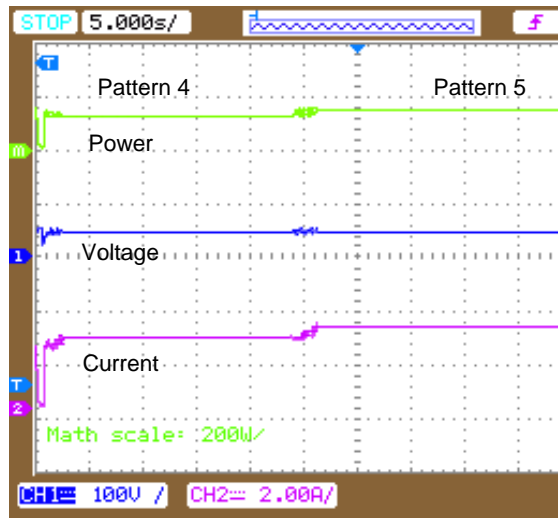 STOP 5.000s/
T
Pattern 4 Pattern 5
M Power
1 Voltage
Current
T
2
Math scale: 200W/
CH1 100V / CH2 2.00A/